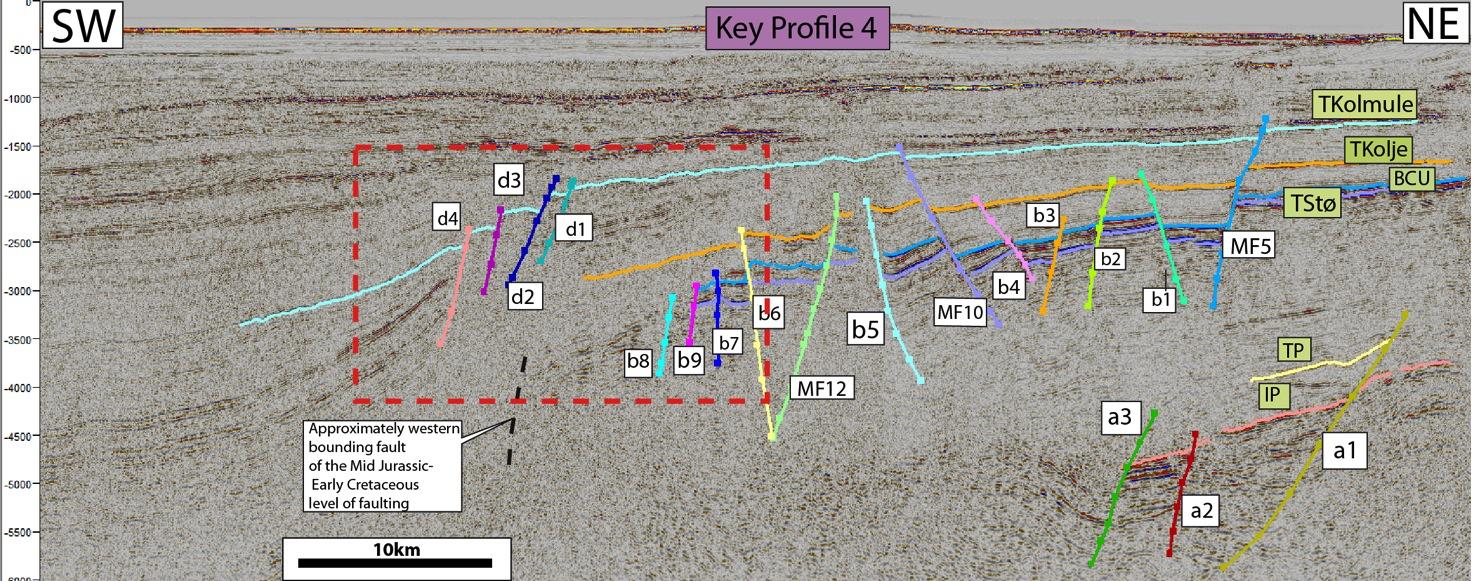 0
SW
Key Profile 4
NE
-500
-1000
TKolmule
-1500
TKolje
d3
BCU
-2000
TStø
d4
b3
d1
-2500
MF5
b2
d2
b4
b1
-3000
b6
MF10
b5
b7
-3500
b8
b9
TP
-4000
MF12
IP
a3
Approximately western
bounding fault
of the Mid Jurassic-
Early Cretaceous
level of faulting
-4500
a1
-5000
a2
-5500
10km
-6000